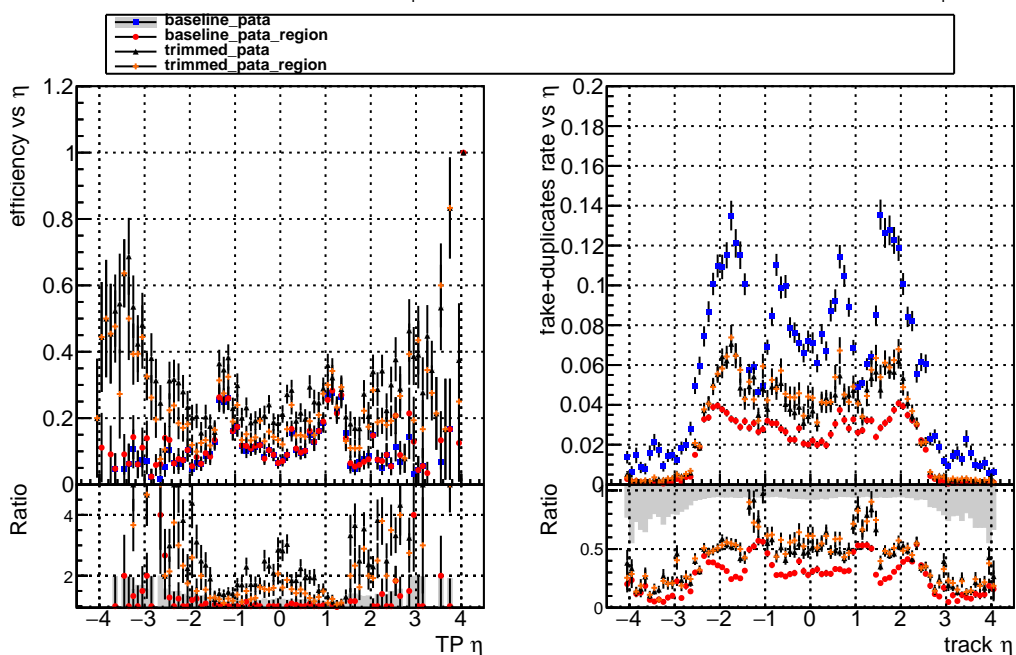 baseline_pata
baseline_pata_region
trimmed_pata
trimmed_pata_region
efficiency vs η
1.2
1
0.8
0.6
0.4
0.2
0
Ratio
4
2
−4 −3 −2 −1 0 1 2 3 4
TP η
fake+duplicates rate vs η
0.2
0.18
0.16
0.14
0.12
0.1
0.08
0.06
0.04
0.02
0
Ratio
0.5
0
−4 −3 −2 −1 0 1 2 3 4
track η